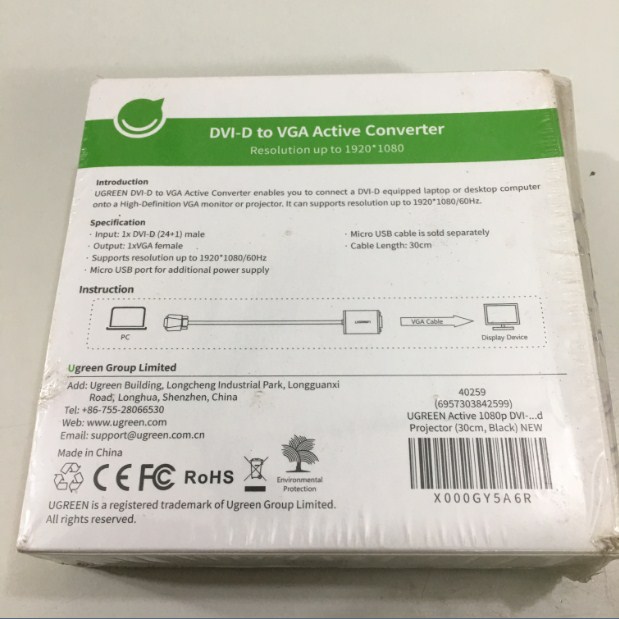 DVI-D to VGA Active Converter
Resolution up to 1920*1080
Introduction
UGREEN DVI-D to VGA Active Converter enables you to connect a DVI-D equipped laptop or desktop computer
onto a High-Definition VGA monitor or projector. It can supports resolution up to 1920*1080/60Hz.
Specification
· Input: 1x DVI-D (24+1) male
· Output: 1xVGA female
· Supports resolution up to 1920*1080/60Hz
· Micro USB port for additional power supply
· Micro USB cable is sold separately
· Cable Length: 30cm
Instruction
PC
UGREEN
VGA Cable
Display Device
Ugreen Group Limited
Add: Ugreen Building, Longcheng Industrial Park, Longguanxi
Road, Longhua, Shenzhen, China
Tel: +86-755-28066530
Web: www.ugreen.com
Email: support@ugreen.com.cn
Made in China
CE FC RoHS
Environmental
Protection
UGREEN is a registered trademark of Ugreen Group Limited.
All rights reserved.
40259
(6957303842599)
UGREEN Active 1080p DVI-...d
Projector (30cm, Black) NEW
X000GY5A6R